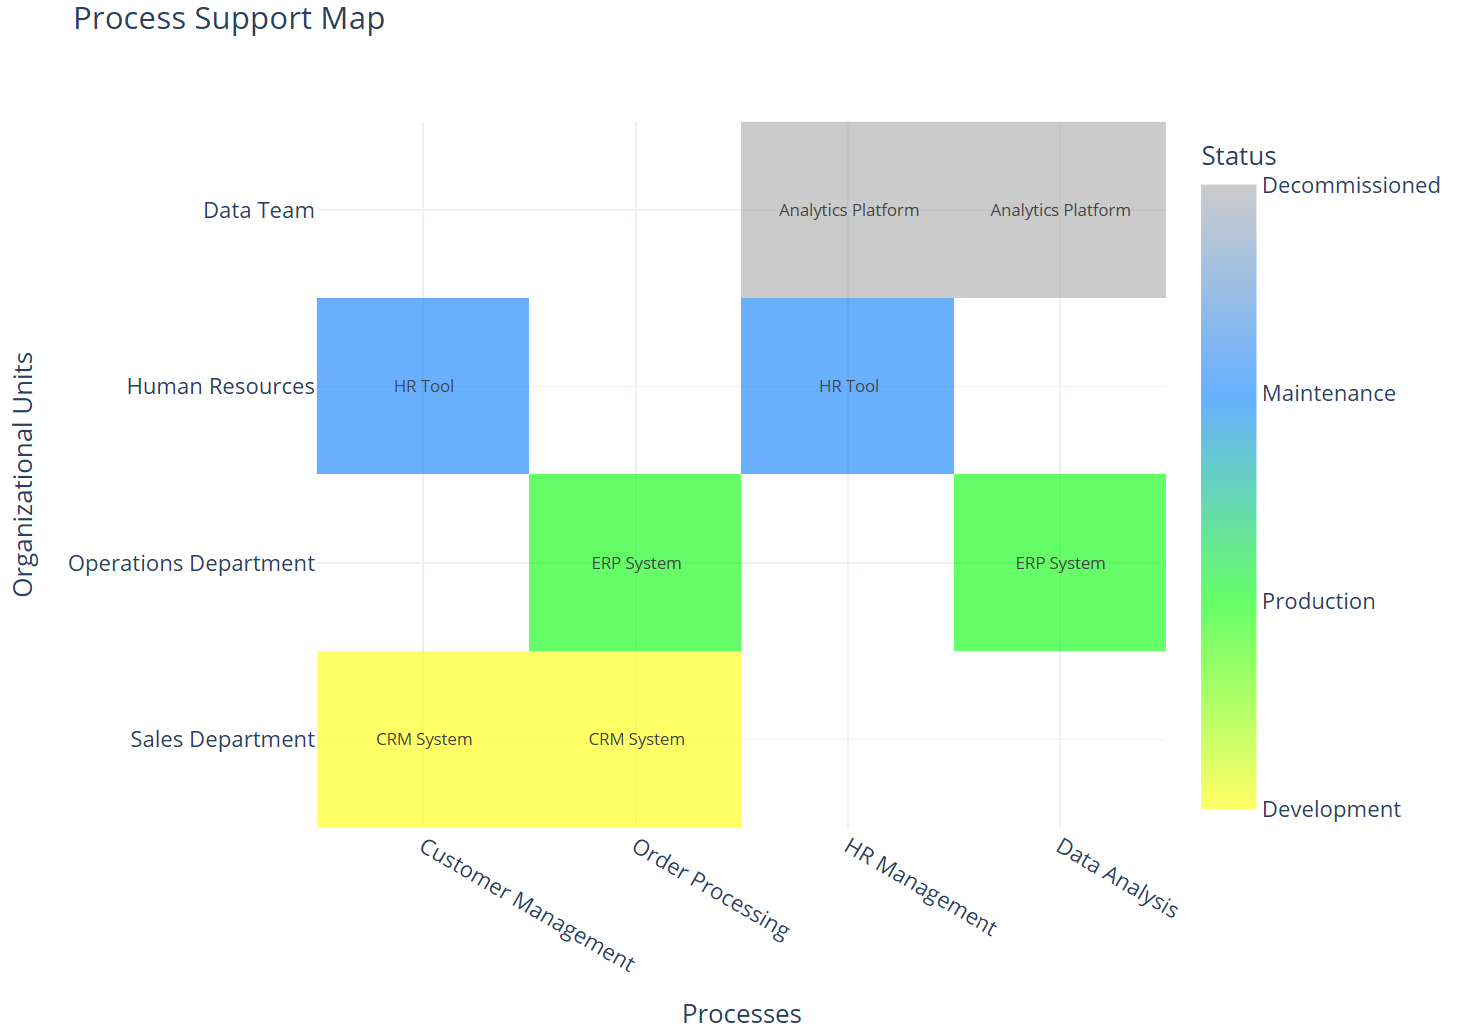 Process Support Map
Status
Decommissioned
Maintenance
Production
Development
Organizational Units
Data Team
Analytics Platform
Analytics Platform
Human Resources
HR Tool
HR Tool
Operations Department
ERP System
ERP System
Sales Department
CRM System
CRM System
Customer Management
Order Processing
HR Management
Data Analysis
Processes